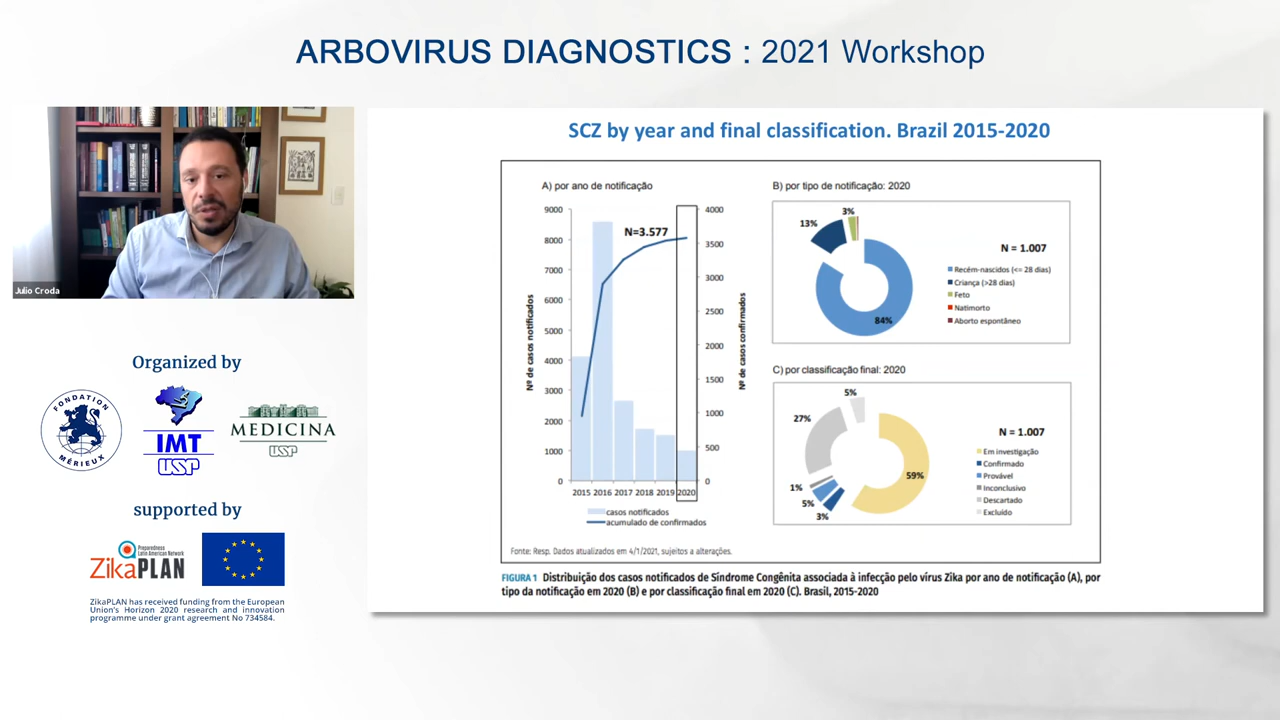 ARBOVIRUS DIAGNOSTICS : 2021 Workshop
Julio Croda
Organized by
FONDATION
MÉRIEUX
IMT
USP
MEDICINA
USP
supported by
Preparedness
Latin American Network
ZikaPLAN
ZikaPLAN has received funding from the European
Union's Horizon 2020 research and innovation
programme under grant agreement No 734584.
SCZ by year and final classification. Brazil 2015-2020
A) por ano de notificação
9000
8000
7000
6000
5000
4000
3000
2000
1000
0
Nº de casos notificados
N=3.577
4000
3500
3000
2500
2000
1500
1000
500
0
Nº de casos confirmados
2015 2016 2017 2018 2019 2020
casos notificados
acumulado de confirmados
B) por tipo de notificação: 2020
3%
13%
84%
N = 1.007
Recém-nascidos (<= 28 dias)
Criança (>28 dias)
Feto
Natimorto
Aborto espontâneo
C) por classificação final: 2020
5%
27%
1%
5%
3%
59%
N = 1.007
Em investigação
Confirmado
Provável
Inconclusivo
Descartado
Excluído
Fonte: Resp. Dados atualizados em 4/1/2021, sujeitos a alterações.
FIGURA 1 Distribuição dos casos notificados de Síndrome Congênita associada à infecção pelo vírus Zika por ano de notificação (A), por
tipo da notificação em 2020 (B) e por classificação final em 2020 (C). Brasil, 2015-2020